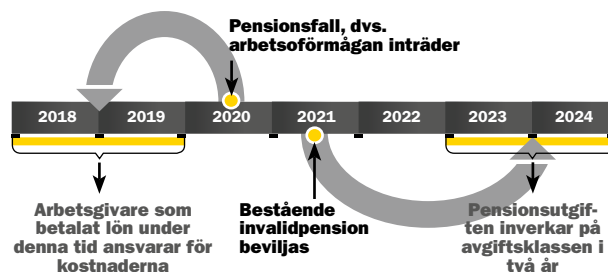 Pensionsfall, dvs.
arbetsoförmågan inträder
2018 2019 2020 2021 2022 2023 2024
Arbetsgivare som
betalat lön under
denna tid ansvarar för
kostnaderna
Bestående
invalidpension
beviljas
Pensionsutgif-
ten inverkar på
avgiftsklassen i
två år